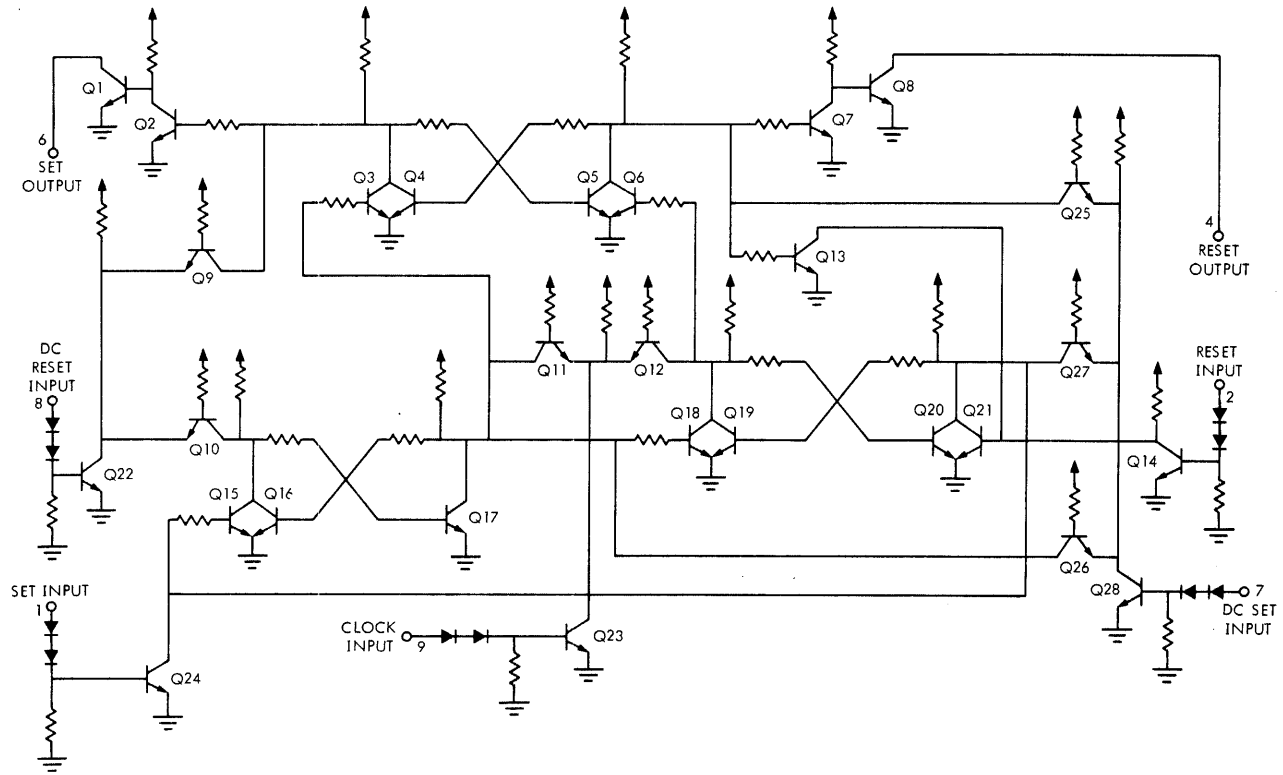 Q1
Q2
Q7
Q8
6
SET
OUTPUT
Q3
Q4
Q5
Q6
Q25
4
RESET
OUTPUT
Q9
Q13
DC
RESET
INPUT
8
Q11
Q12
Q27
RESET
INPUT
2
Q10
Q18
Q19
Q20
Q21
Q14
Q22
Q15
Q16
Q17
Q26
SET INPUT
1
Q28
7
DC SET
INPUT
CLOCK
INPUT
9
Q23
Q24